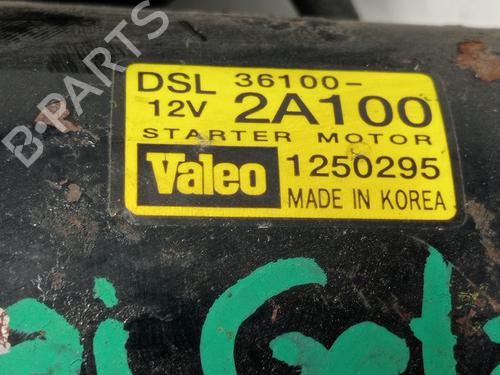 B-PARTS
DSL 36100-
12V 2A100
STARTER MOTOR
Valeo 1250295
MADE IN KOREA